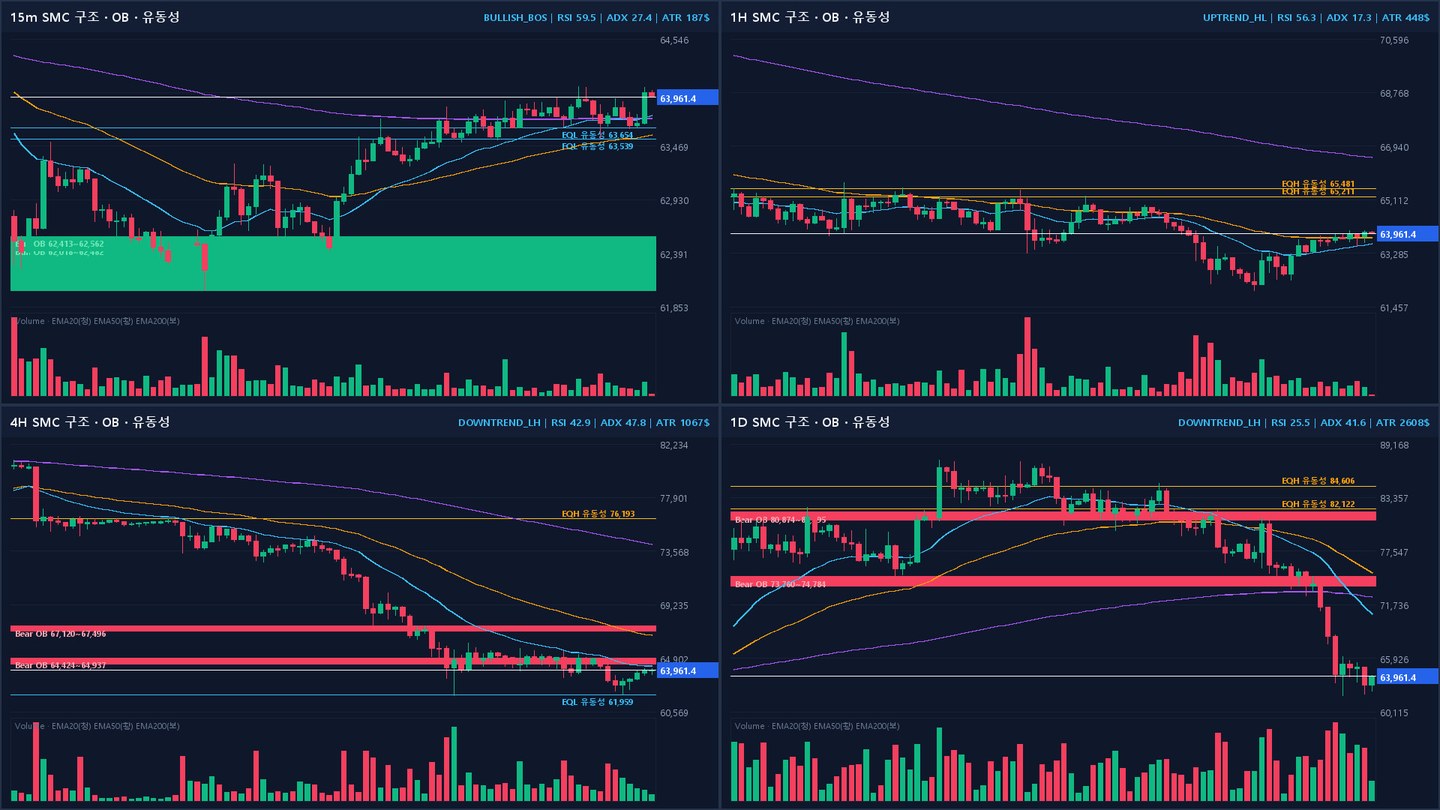 15m SMC 구조 · OB · 유동성
BULLISH_BOS | RSI 59.5 | ADX 27.4 | ATR 187$
64,546
63,961.4
EQL 유동성 63,654
EQL 유동성 63,539
63,469
62,930
OB 62,413~62,562
62,391
61,853
Volume · EMA20(청) EMA50(황) EMA200(보)
1H SMC 구조 · OB · 유동성
UPTREND_HL | RSI 56.3 | ADX 17.3 | ATR 448$
70,596
68,768
66,940
EQH 유동성 65,481
EQH 유동성 65,211
65,112
63,961.4
63,285
61,457
Volume · EMA20(청) EMA50(황) EMA200(보)
4H SMC 구조 · OB · 유동성
DOWNTREND_LH | RSI 42.9 | ADX 47.8 | ATR 1067$
82,234
77,901
EQH 유동성 76,193
73,568
69,235
Bear OB 67,120~67,496
64,902
Bear OB 64,424~64,937
63,961.4
EQL 유동성 61,959
60,569
Volume · EMA20(청) EMA50(황) EMA200(보)
1D SMC 구조 · OB · 유동성
DOWNTREND_LH | RSI 25.5 | ADX 41.6 | ATR 2608$
89,168
EQH 유동성 84,606
83,357
EQH 유동성 82,122
Bear OB 80,874~
77,547
Bear OB 73,760~74,784
71,736
65,926
63,961.4
60,115
Volume · EMA20(청) EMA50(황) EMA200(보)